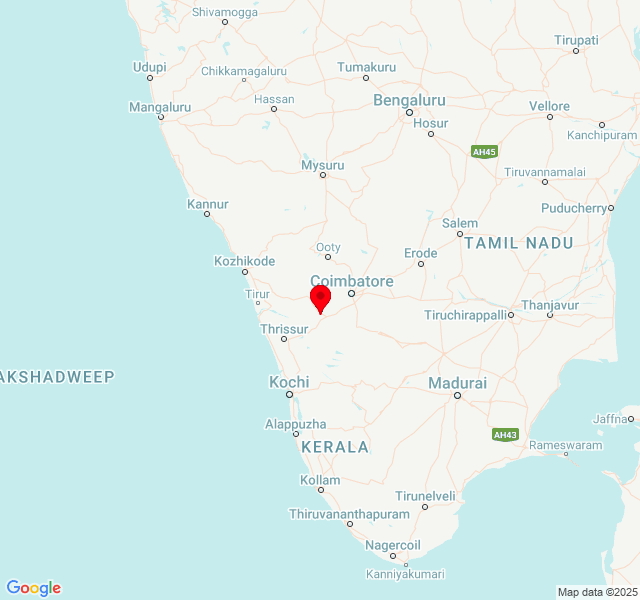 Shivamogga
Tirupati
Udupi
Chikkamagaluru
Tumakuru
Mangaluru
Hassan
Bengaluru
Vellore
Hosur
Kanchipuram
AH45
Mysuru
Tiruvannamalai
Kannur
Puducherry
Salem
TAMIL NADU
Ooty
Erode
Kozhikode
Coimbatore
Tirur
Thanjavur
Tiruchirappalli
Thrissur
AKSHADWEEP
Kochi
Madurai
Jaffna
Alappuzha
AH43
KERALA
Rameswaram
Kollam
Tirunelveli
Thiruvananthapuram
Nagercoil
Kanniyakumari
Google
Map data ©2025